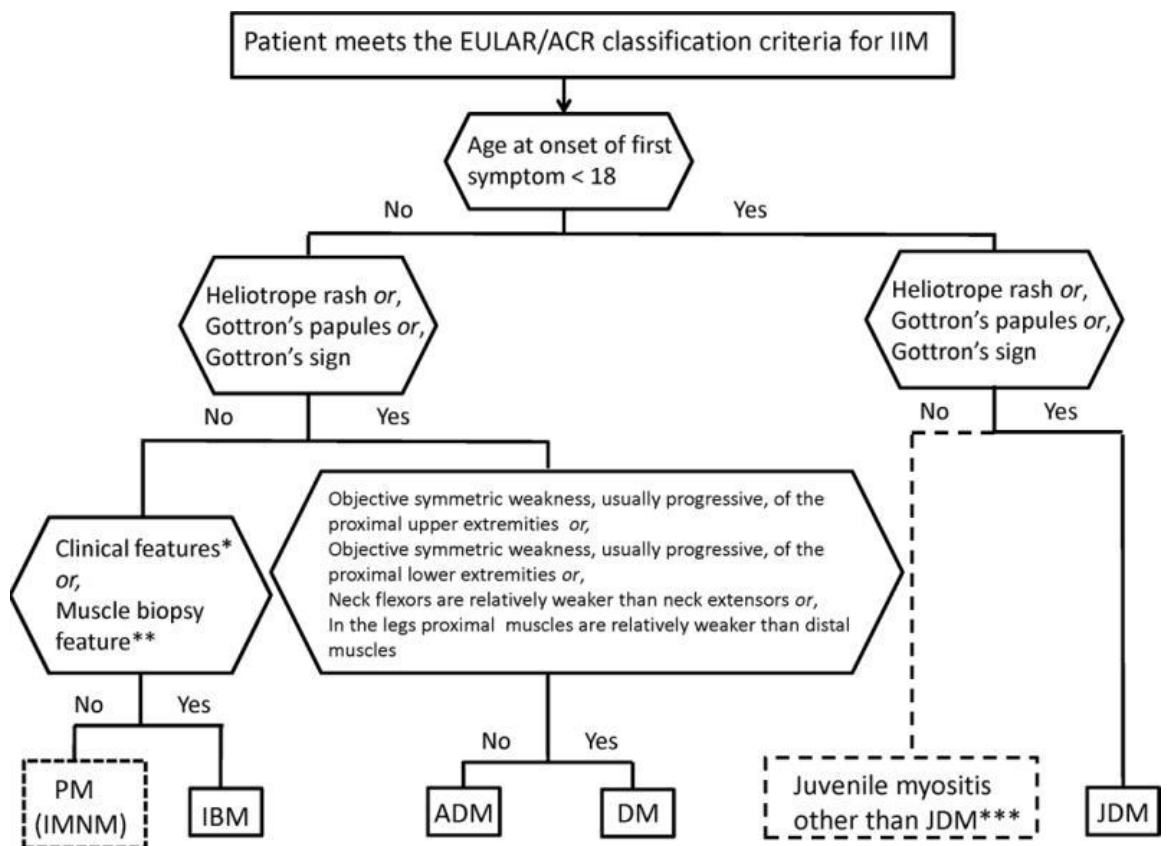 Patient meets the EULAR/ACR classification criteria for IIM
Age at onset of first
symptom < 18
No
Yes
Heliotrope rash or,
Gottron's papules or,
Gottron's sign
Heliotrope rash or,
Gottron's papules or,
Gottron's sign
No
Yes
No
Yes
Clinical features*
or,
Muscle biopsy
feature**
Objective symmetric weakness, usually progressive, of the
proximal upper extremities or,
Objective symmetric weakness, usually progressive, of the
proximal lower extremities or,
Neck flexors are relatively weaker than neck extensors or,
In the legs proximal muscles are relatively weaker than distal
muscles
No
Yes
No
Yes
PM
(IMNM)
IBM
ADM
DM
Juvenile myositis
other than JDM***
JDM